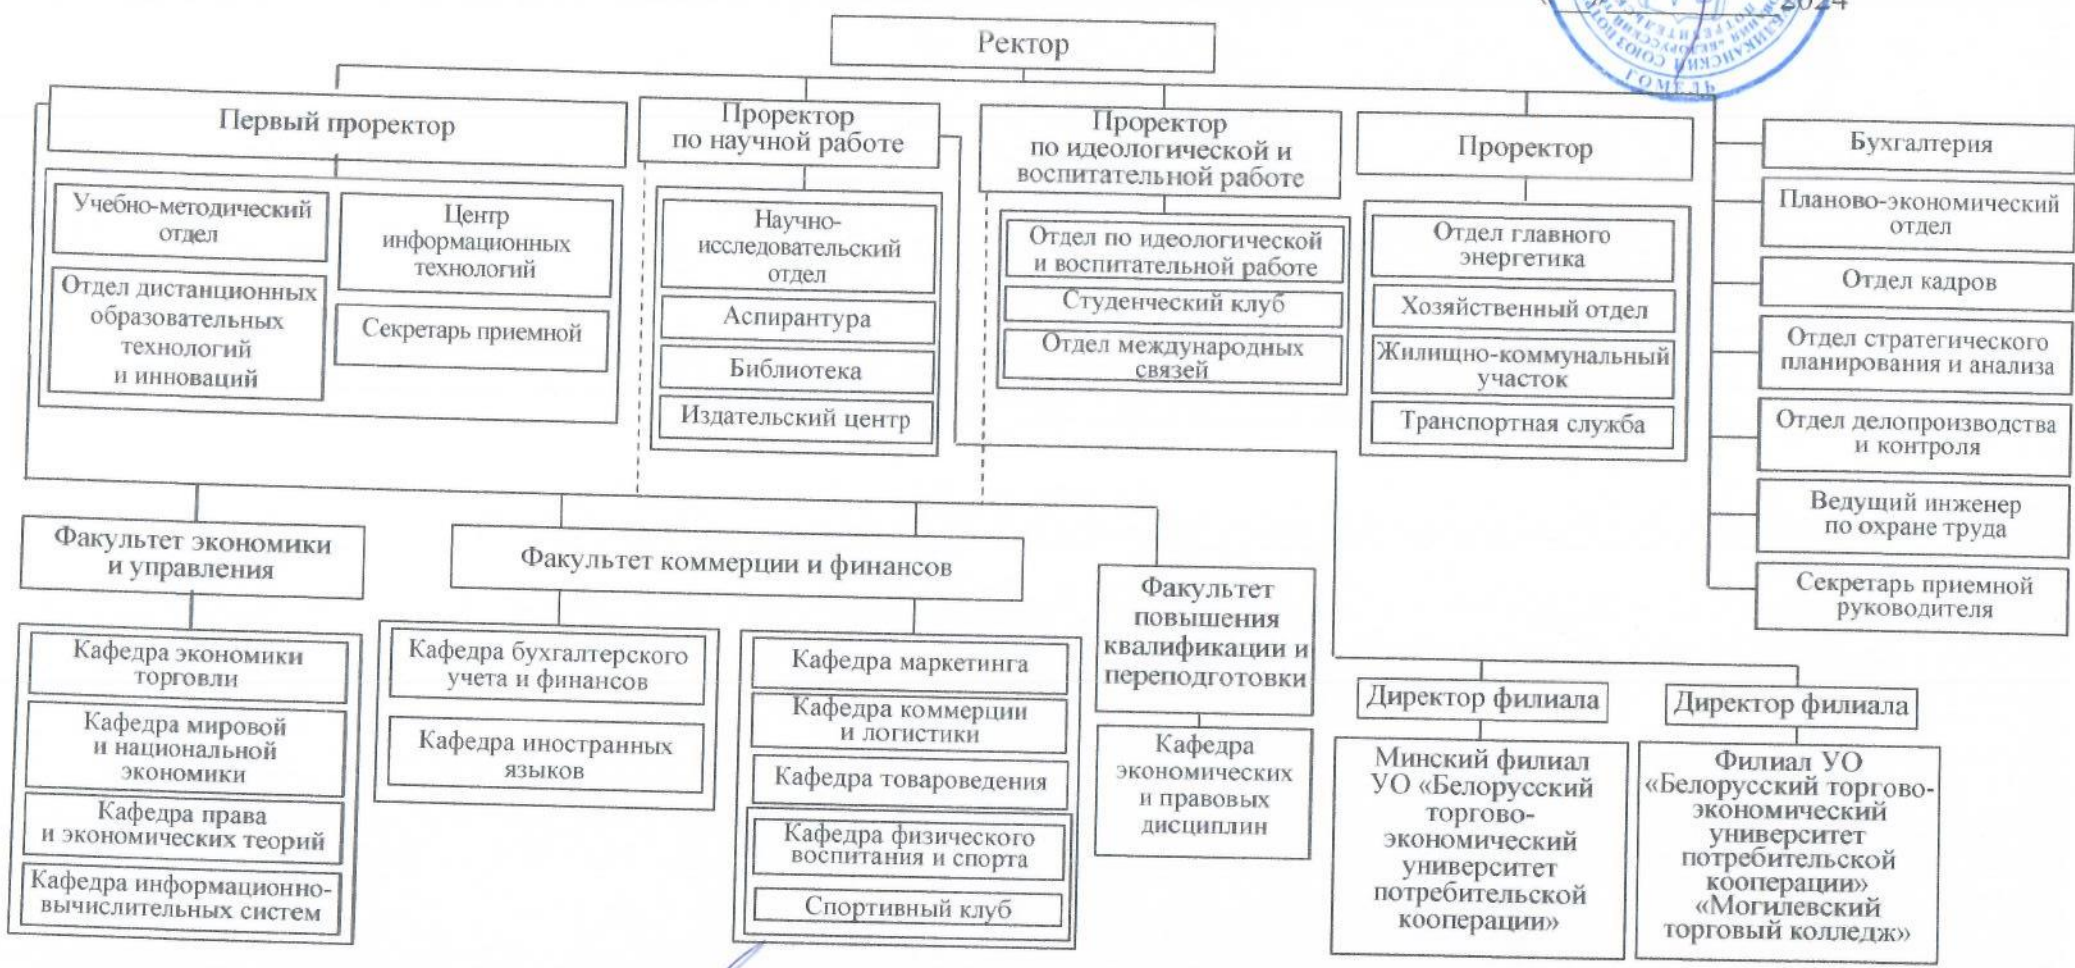 2024
ГОМЕЛЬ
Ректор
Первый проректор
Проректор
по научной работе
Проректор
по идеологической и
воспитательной работе
Проректор
Учебно-методический
отдел
Отдел дистанционных
образовательных
технологий
и инноваций
Центр
информационных
технологий
Секретарь приемной
Научно-
исследовательский
отдел
Аспирантура
Библиотека
Издательский центр
Отдел по идеологической
и воспитательной работе
Студенческий клуб
Отдел международных
связей
Отдел главного
энергетика
Хозяйственный отдел
Жилищно-коммунальный
участок
Транспортная служба
Бухгалтерия
Планово-экономический
отдел
Отдел кадров
Отдел стратегического
планирования и анализа
Отдел делопроизводства
и контроля
Ведущий инженер
по охране труда
Секретарь приемной
руководителя
Факультет экономики
и управления
Кафедра экономики
торговли
Кафедра мировой
и национальной
экономики
Кафедра права
и экономических теорий
Кафедра информационно-
вычислительных систем
Факультет коммерции и финансов
Кафедра бухгалтерского
учета и финансов
Кафедра иностранных
языков
Кафедра маркетинга
Кафедра коммерции
и логистики
Кафедра товароведения
Кафедра физического
воспитания и спорта
Спортивный клуб
Факультет
повышения
квалификации и
переподготовки
Кафедра
экономических
и правовых
дисциплин
Директор филиала
Минский филиал
УО «Белорусский
торгово-
экономический
университет
потребительской
кооперации»
Директор филиала
Филиал УО
«Белорусский торгово-
экономический
университет
потребительской
кооперации»
«Могилевский
торговый колледж»